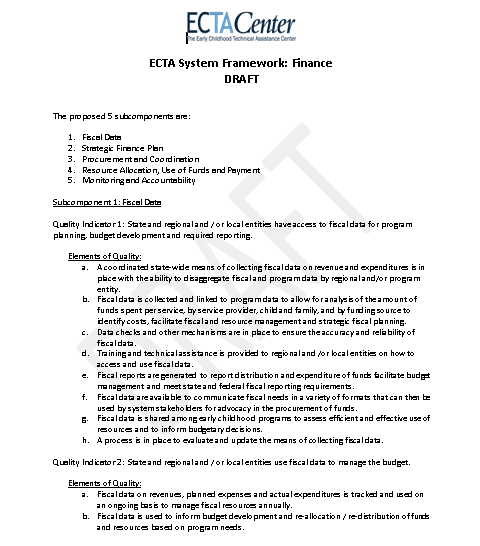 ECTACenter
The Early Childhood Technical Assistance Center
ECTA System Framework: Finance
DRAFT
The proposed 5 subcomponents are:
1. Fiscal Data
2. Strategic Finance Plan
3. Procurement and Coordination
4. Resource Allocation, Use of Funds and Payment
5. Monitoring and Accountability
Subcomponent 1: Fiscal Data
Quality Indicator 1: State and regional and / or local entities have access to fiscal data for program
planning, budget development and required reporting.
Elements of Quality:
a. A coordinated state-wide means of collecting fiscal data on revenue and expenditures is in
place with the ability to disaggregate fiscal and program data by regional and/or program
entity.
b. Fiscal data is collected and linked to program data to allow for analysis of the amount of
funds spent per service, by service provider, child and family, and by funding source to
identify costs, facilitate fiscal and resource management and strategic fiscal planning.
c. Data checks and other mechanisms are in place to ensure the accuracy and reliability of
fiscal data.
d. Training and technical assistance is provided to regional and /or local entities on how to
access and use fiscal data.
e. Fiscal reports are generated to report distribution and expenditure of funds facilitate budget
management and meet state and federal fiscal reporting requirements.
f. Fiscal data are available to communicate fiscal needs in a variety of formats that can then be
used by system stakeholders for advocacy in the procurement of funds.
g. Fiscal data is shared among early childhood programs to assess efficient and effective use of
resources and to inform budgetary decisions.
h. A process is in place to evaluate and update the means of collecting fiscal data.
Quality Indicator 2: State and regional and / or local entities use fiscal data to manage the budget.
Elements of Quality:
a. Fiscal data on revenues, planned expenses and actual expenditures is tracked and used on
an ongoing basis to manage fiscal resources annually.
b. Fiscal data is used to inform budget development and re-allocation / re-distribution of funds
and resources based on program needs.
DRAFT